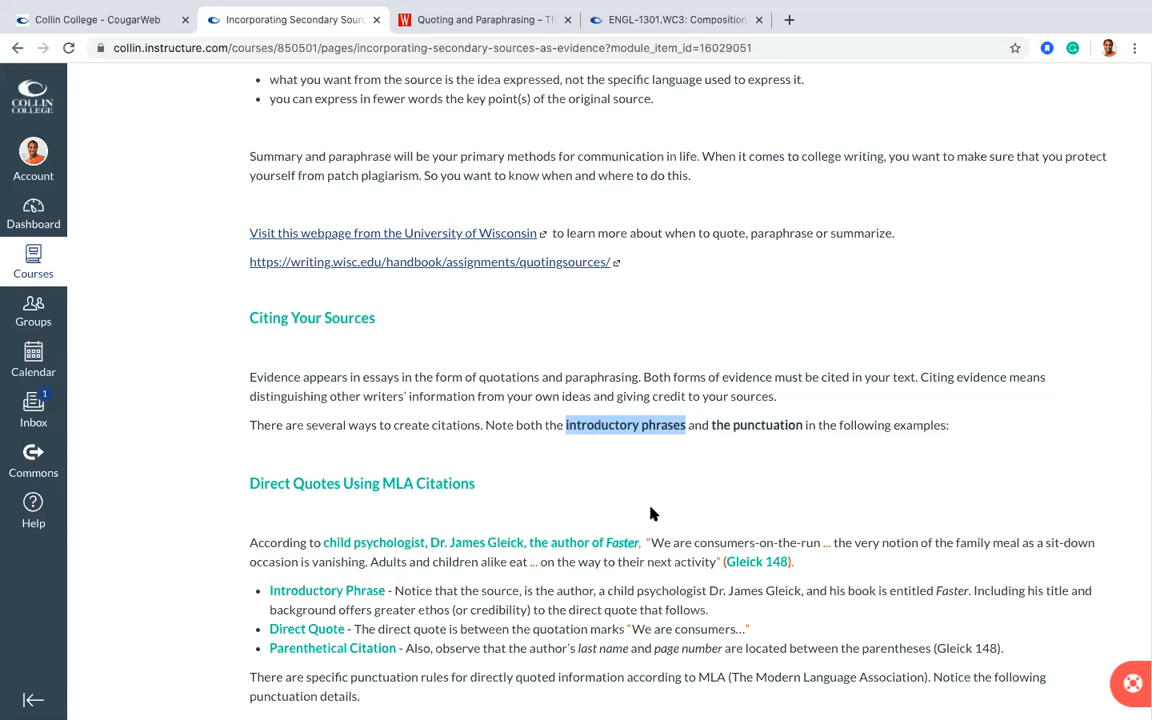 Collin College - CougarWeb
Incorporating Secondary Sourc
Quoting and Paraphrasing – Th
ENGL-1301.WC3: Composition
collin.instructure.com/courses/850501/pages/incorporating-secondary-sources-as-evidence?module_item_id=16029051
COLLIN
COLLEGE
Account
Dashboard
Courses
Groups
Calendar
1
Inbox
Commons
Help
what you want from the source is the idea expressed, not the specific language used to express it.
you can express in fewer words the key point(s) of the original source.
Summary and paraphrase will be your primary methods for communication in life. When it comes to college writing, you want to make sure that you protect
yourself from patch plagiarism. So you want to know when and where to do this.
Visit this webpage from the University of Wisconsin to learn more about when to quote, paraphrase or summarize.
https://writing.wisc.edu/handbook/assignments/quotingsources/
Citing Your Sources
Evidence appears in essays in the form of quotations and paraphrasing. Both forms of evidence must be cited in your text. Citing evidence means
distinguishing other writers' information from your own ideas and giving credit to your sources.
There are several ways to create citations. Note both the introductory phrases and the punctuation in the following examples:
Direct Quotes Using MLA Citations
According to child psychologist, Dr. James Gleick, the author of Faster, "We are consumers-on-the-run ... the very notion of the family meal as a sit-down
occasion is vanishing. Adults and children alike eat ... on the way to their next activity" (Gleick 148).
Introductory Phrase - Notice that the source, is the author, a child psychologist Dr. James Gleick, and his book is entitled Faster. Including his title and
background offers greater ethos (or credibility) to the direct quote that follows.
Direct Quote - The direct quote is between the quotation marks "We are consumers..."
Parenthetical Citation - Also, observe that the author's last name and page number are located between the parentheses (Gleick 148).
There are specific punctuation rules for directly quoted information according to MLA (The Modern Language Association). Notice the following
punctuation details.